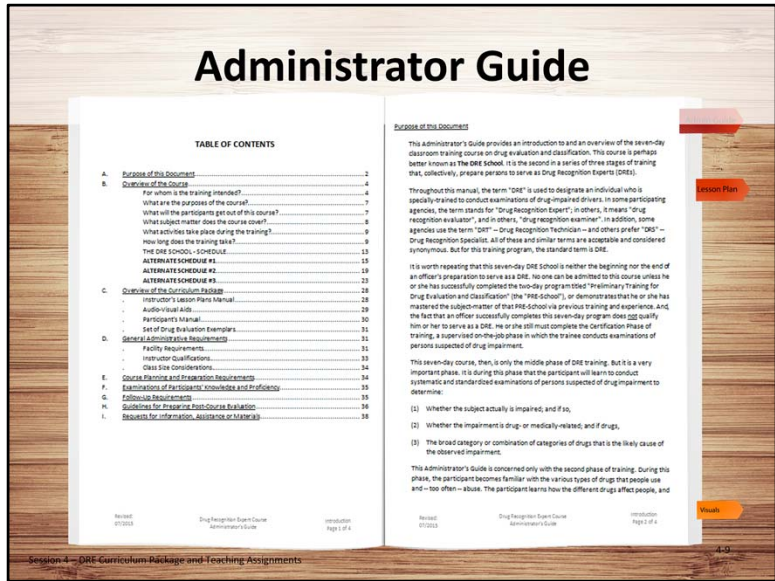 Administrator Guide
TABLE OF CONTENTS
A. Purpose of this Document 2
B. Overview of the Course 4
For whom is the training intended? 4
What are the purposes of the course? 7
What will the participants get out of this course? 7
What subject matter does the course cover? 8
What activities take place during the training? 9
How long does the training take? 9
THE DRE SCHOOL - SCHEDULE 13
ALTERNATE SCHEDULE #1 15
ALTERNATE SCHEDULE #2 19
ALTERNATE SCHEDULE #3 23
C. Overview of the Curriculum Package 28
. Instructor's Lesson Plans Manual 28
. Audio-Visual Aids 29
. Participant's Manual 30
. Set of Drug Evaluation Exemplars 31
D. General Administrative Requirements 31
. Facility Requirements 31
. Instructor Qualifications 33
. Class Size Considerations 34
E. Course Planning and Preparation Requirements 34
F. Examinations of Participants' Knowledge and Proficiency 35
G. Follow-Up Requirements 35
H. Guidelines for Preparing Post-Course Evaluation 36
I. Requests for Information, Assistance or Materials 38
Revised:
07/2015
Drug Recognition Expert Course
Administrator's Guide
Introduction
Page 1 of 4
Purpose of this Document
This Administrator's Guide provides an introduction to and an overview of the seven-day
classroom training course on drug evaluation and classification. This course is perhaps
better known as The DRE School. It is the second in a series of three stages of training
that, collectively, prepare persons to serve as Drug Recognition Experts (DREs).
Throughout this manual, the term "DRE" is used to designate an individual who is
specially-trained to conduct examinations of drug-impaired drivers. In some participating
agencies, the term stands for "Drug Recognition Expert"; in others, it means "drug
recognition evaluator", and in others, "drug recognition examiner". In addition, some
agencies use the term "DRT" – Drug Recognition Technician – and others prefer "DRS" –
Drug Recognition Specialist. All of these and similar terms are acceptable and considered
synonymous. But for this training program, the standard term is DRE.
It is worth repeating that this seven-day DRE School is neither the beginning nor the end of
an officer's preparation to serve as a DRE. No one can be admitted to this course unless he
or she has successfully completed the two-day program titled "Preliminary Training for
Drug Evaluation and Classification" (the "PRE-School"), or demonstrates that he or she has
mastered the subject-matter of that PRE-School via previous training and experience. And,
the fact that an officer successfully completes this seven-day program does not qualify
him or her to serve as a DRE. He or she still must complete the Certification Phase of
training, a supervised on-the-job phase in which the trainee conducts examinations of
persons suspected of drug impairment.
This seven-day course, then, is only the middle phase of DRE training. But it is a very
important phase. It is during this phase that the participant will learn to conduct
systematic and standardized examinations of persons suspected of drug impairment to
determine:
(1) Whether the subject actually is impaired; and if so,
(2) Whether the impairment is drug- or medically-related; and if drugs,
(3) The broad category or combination of categories of drugs that is the likely cause of
the observed impairment.
This Administrator's Guide is concerned only with the second phase of training. During this
phase, the participant becomes familiar with the various types of drugs that people use
and – too often – abuse. The participant learns how the different drugs affect people, and
Revised:
07/2015
Drug Recognition Expert Course
Administrator's Guide
Introduction
Page 2 of 4
Lesson Plan
Visuals
Session 4 – DRE Curriculum Package and Teaching Assignments
4-9